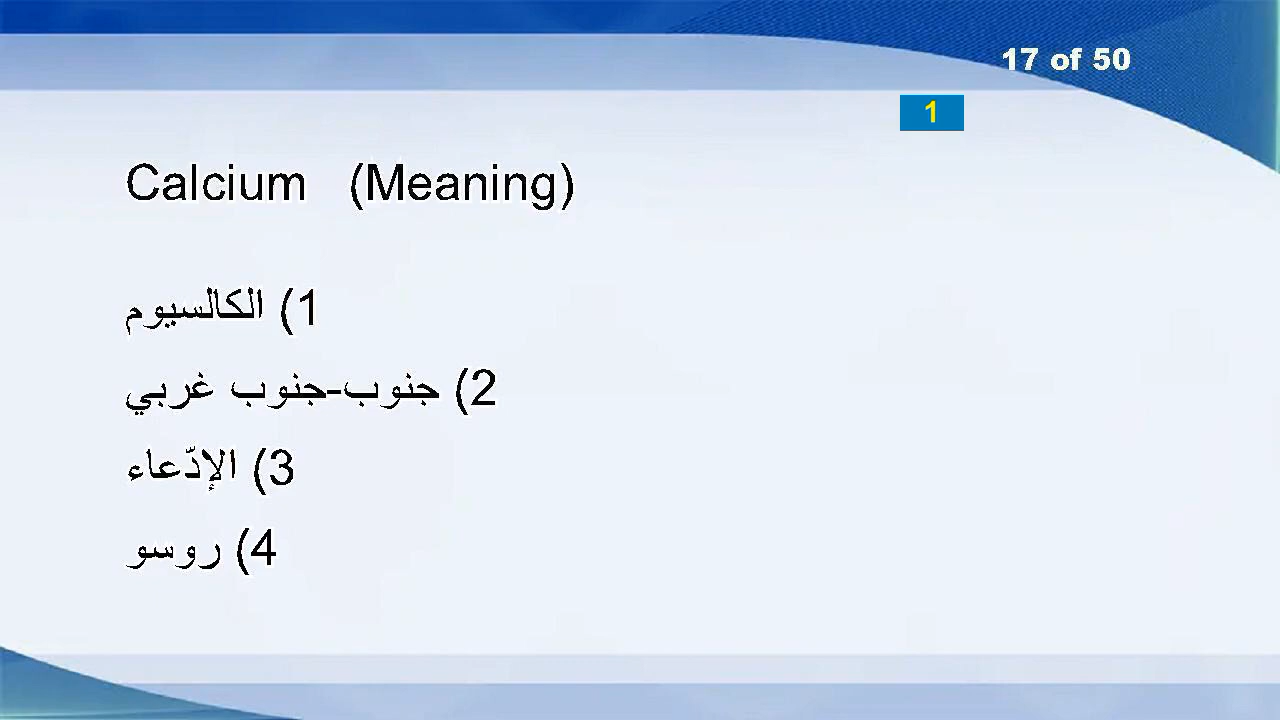 17 of 50
1
Calcium (Meaning)
1) الكالسيوم
2) جنوب-جنوب غربي
3) الإدّعاء
4) روسو